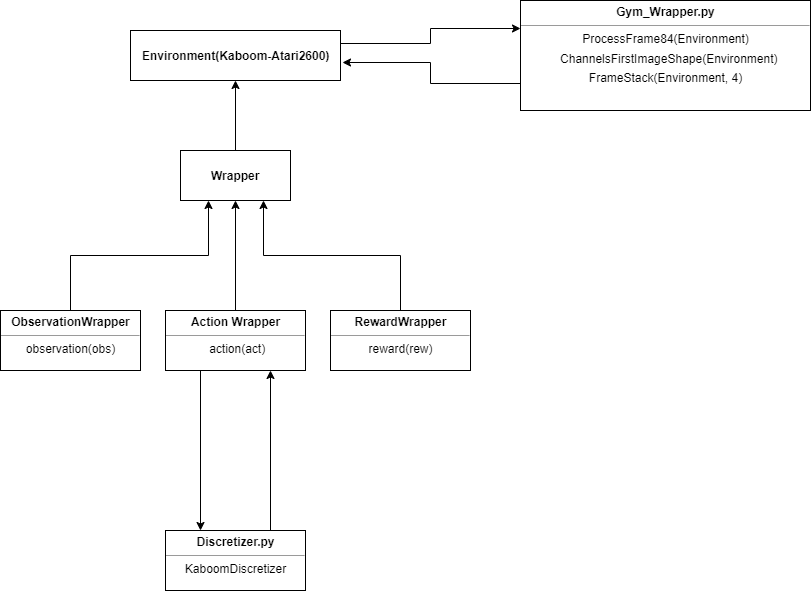 Gym_Wrapper.py
ProcessFrame84(Environment)
ChannelsFirstImageShape(Environment)
FrameStack(Environment, 4)
Environment(Kaboom-Atari2600)
Wrapper
ObservationWrapper
observation(obs)
Action Wrapper
action(act)
RewardWrapper
reward(rew)
Discretizer.py
KaboomDiscretizer